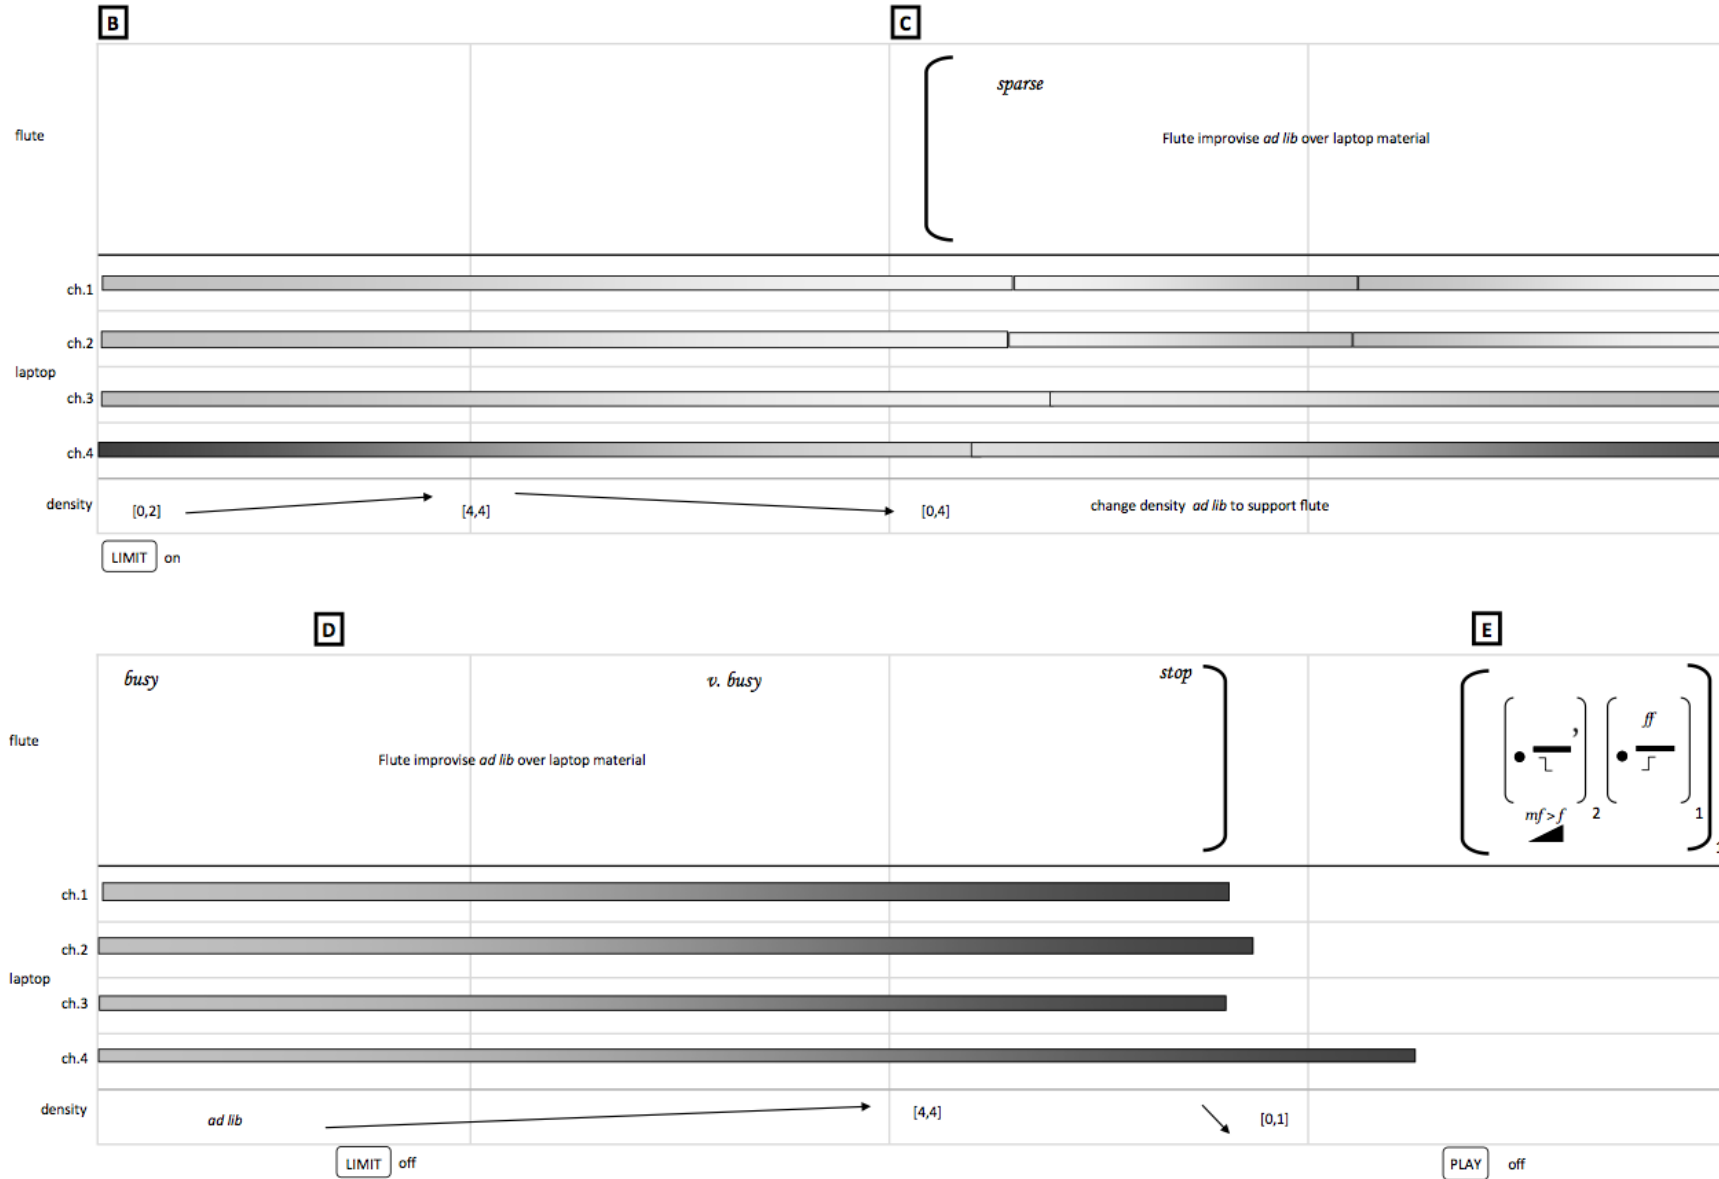 B
C
sparse
flute
Flute improvise ad lib over laptop material
ch.1
ch.2
laptop
ch.3
ch.4
density
[0,2]
[4,4]
[0,4]
change density ad lib to support flute
LIMIT on
D
E
busy
v. busy
stop
flute
Flute improvise ad lib over laptop material
,
ff
mf > f
2
1
ch.1
ch.2
laptop
ch.3
ch.4
density
ad lib
[4,4]
[0,1]
LIMIT off
PLAY off